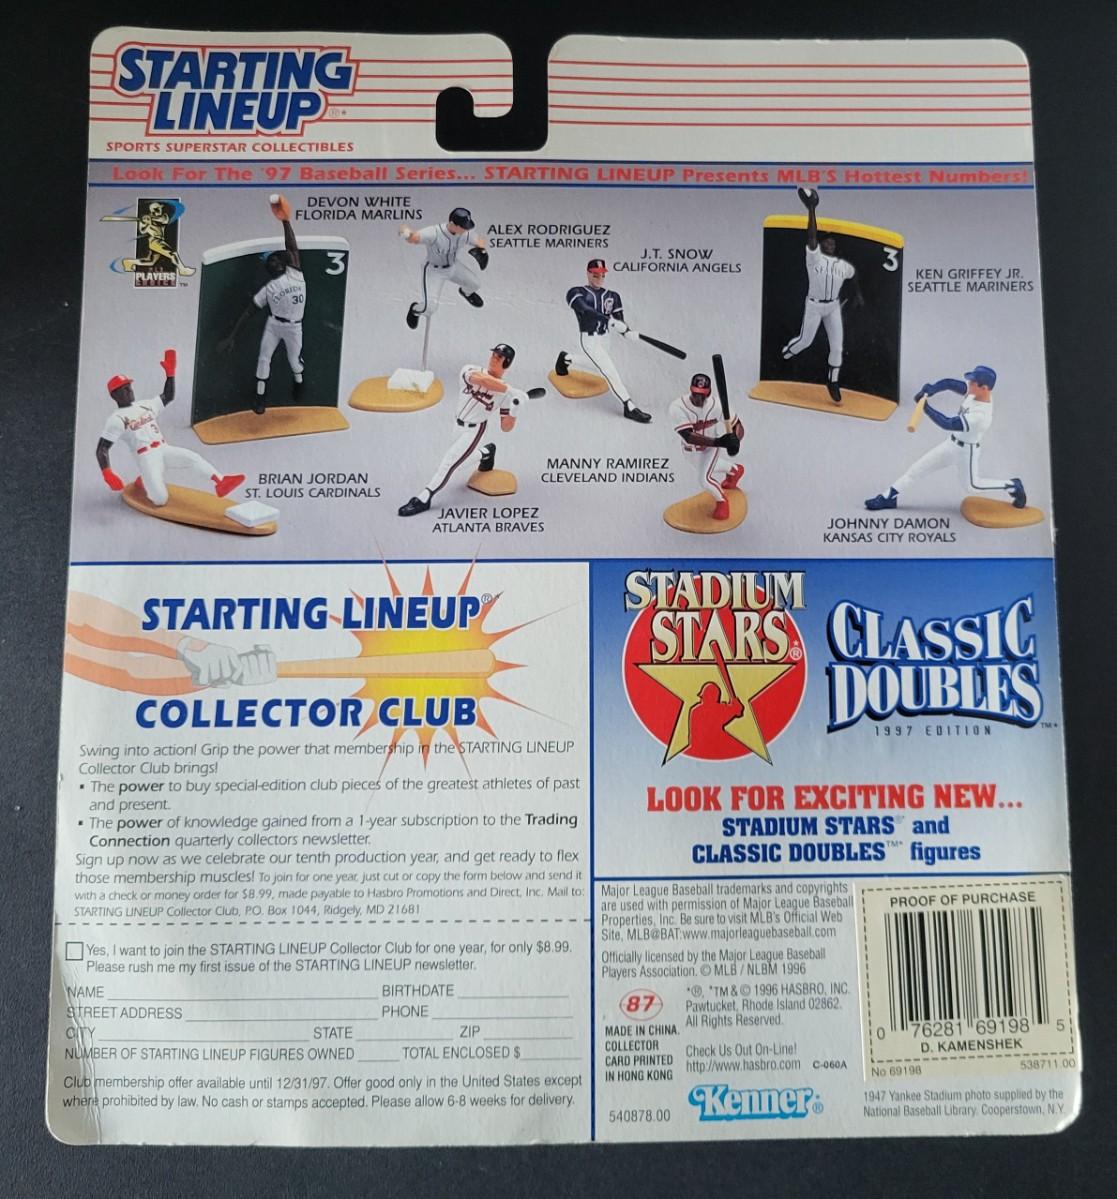 STARTING
LINEUP®*
SPORTS SUPERSTAR COLLECTIBLES
Look For The '97 Baseball Series... STARTING LINEUP Presents MLB'S Hottest Numbers!
PLAYERS
CHOICE™
DEVON WHITE
FLORIDA MARLINS
ALEX RODRIGUEZ
SEATTLE MARINERS
J.T. SNOW
CALIFORNIA ANGELS
KEN GRIFFEY JR.
SEATTLE MARINERS
3
3
FLORIDA
30
BRIAN JORDAN
ST. LOUIS CARDINALS
JAVIER LOPEZ
ATLANTA BRAVES
MANNY RAMIREZ
CLEVELAND INDIANS
JOHNNY DAMON
KANSAS CITY ROYALS
STARTING LINEUP®
COLLECTOR CLUB
Swing into action! Grip the power that membership in the STARTING LINEUP
Collector Club brings!
▪ The power to buy special-edition club pieces of the greatest athletes of past
and present.
▪ The power of knowledge gained from a 1-year subscription to the Trading
Connection quarterly collectors newsletter.
Sign up now as we celebrate our tenth production year, and get ready to flex
those membership muscles! To join for one year, just cut or copy the form below and send it
with a check or money order for $8.99, made payable to Hasbro Promotions and Direct, Inc. Mail to:
STARTING LINEUP Collector Club, P.O. Box 1044, Ridgely, MD 21681
Yes, I want to join the STARTING LINEUP Collector Club for one year, for only $8.99.
Please rush me my first issue of the STARTING LINEUP newsletter.
NAME BIRTHDATE
STREET ADDRESS PHONE
CITY STATE ZIP
NUMBER OF STARTING LINEUP FIGURES OWNED TOTAL ENCLOSED $
Club membership offer available until 12/31/97. Offer good only in the United States except
where prohibited by law. No cash or stamps accepted. Please allow 6-8 weeks for delivery.
STADIUM
STARS®
CLASSIC
DOUBLES™*
1997 EDITION
LOOK FOR EXCITING NEW...
STADIUM STARS® and
CLASSIC DOUBLES™* figures
Major League Baseball trademarks and copyrights
are used with permission of Major League Baseball
Properties, Inc. Be sure to visit MLB's Official Web
Site, MLB@BAT:www.majorleaguebaseball.com
Officially licensed by the Major League Baseball
Players Association. © MLB / NLBM 1996
87
MADE IN CHINA.
COLLECTOR
CARD PRINTED
IN HONG KONG
*®, *TM & © 1996 HASBRO, INC.
Pawtucket, Rhode Island 02862.
All Rights Reserved.
Check Us Out On-Line!
http://www.hasbro.com C-060A
540878.00
Kenner®
PROOF OF PURCHASE
0 76281 69198 5
D. KAMENSHEK
No 69198 538711.00
1947 Yankee Stadium photo supplied by the
National Baseball Library, Cooperstown, N.Y.